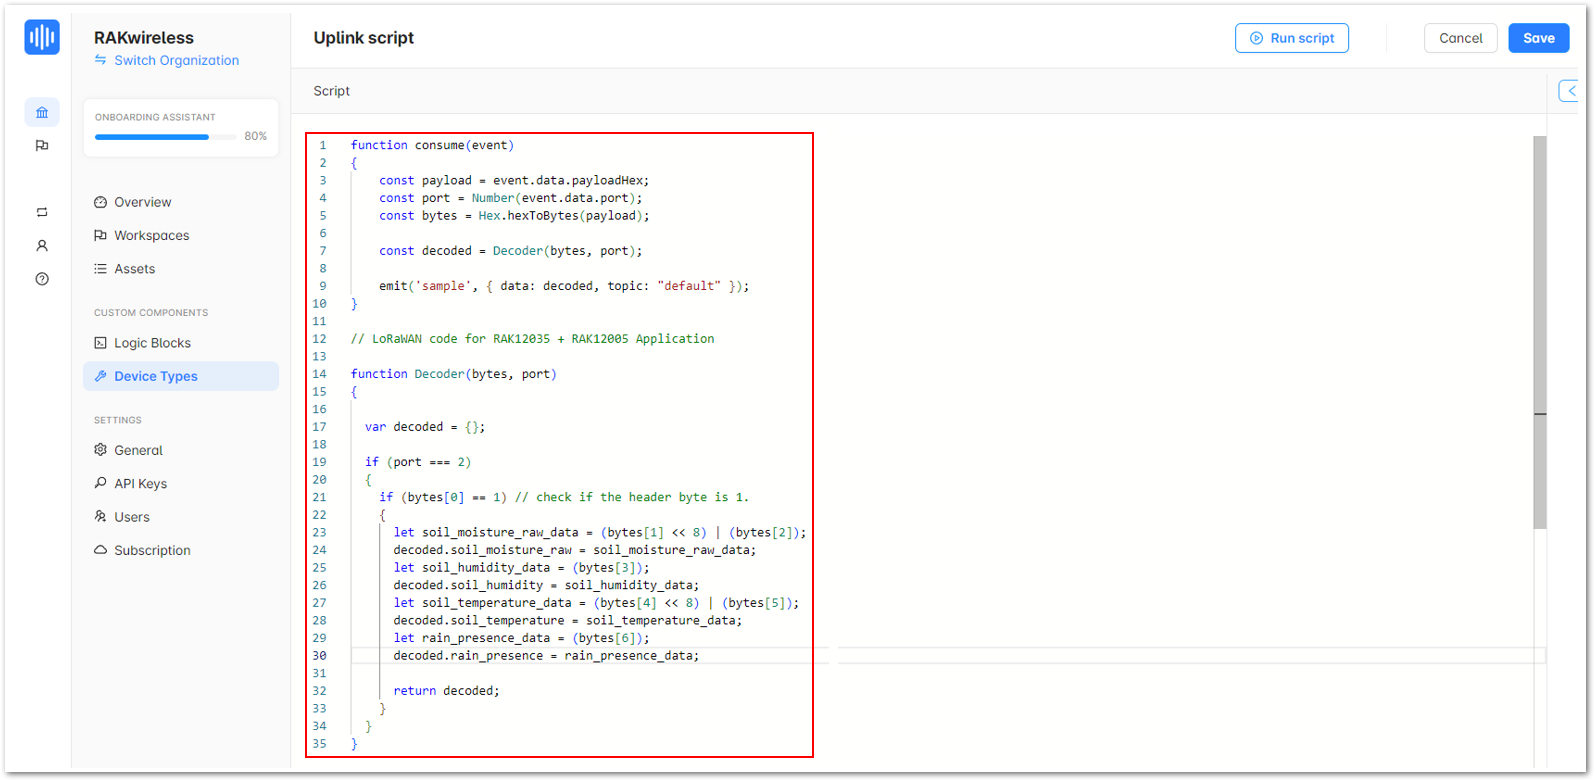 RAKwireless
Switch Organization
ONBOARDING ASSISTANT
80%
Overview
Workspaces
Assets
CUSTOM COMPONENTS
Logic Blocks
Device Types
SETTINGS
General
API Keys
Users
Subscription
Uplink script
Run script
Cancel
Save
Script
1 function consume(event)
2 {
3 const payload = event.data.payloadHex;
4 const port = Number(event.data.port);
5 const bytes = Hex.hexToBytes(payload);
6
7 const decoded = Decoder(bytes, port);
8
9 emit('sample', { data: decoded, topic: "default" });
10 }
11
12 // LoRaWAN code for RAK12035 + RAK12005 Application
13
14 function Decoder(bytes, port)
15 {
16
17 var decoded = {};
18
19 if (port === 2)
20 {
21 if (bytes[0] == 1) // check if the header byte is 1.
22 {
23 let soil_moisture_raw_data = (bytes[1] << 8) | (bytes[2]);
24 decoded.soil_moisture_raw = soil_moisture_raw_data;
25 let soil_humidity_data = (bytes[3]);
26 decoded.soil_humidity = soil_humidity_data;
27 let soil_temperature_data = (bytes[4] << 8) | (bytes[5]);
28 decoded.soil_temperature = soil_temperature_data;
29 let rain_presence_data = (bytes[6]);
30 decoded.rain_presence = rain_presence_data;
31
32 return decoded;
33 }
34 }
35 }